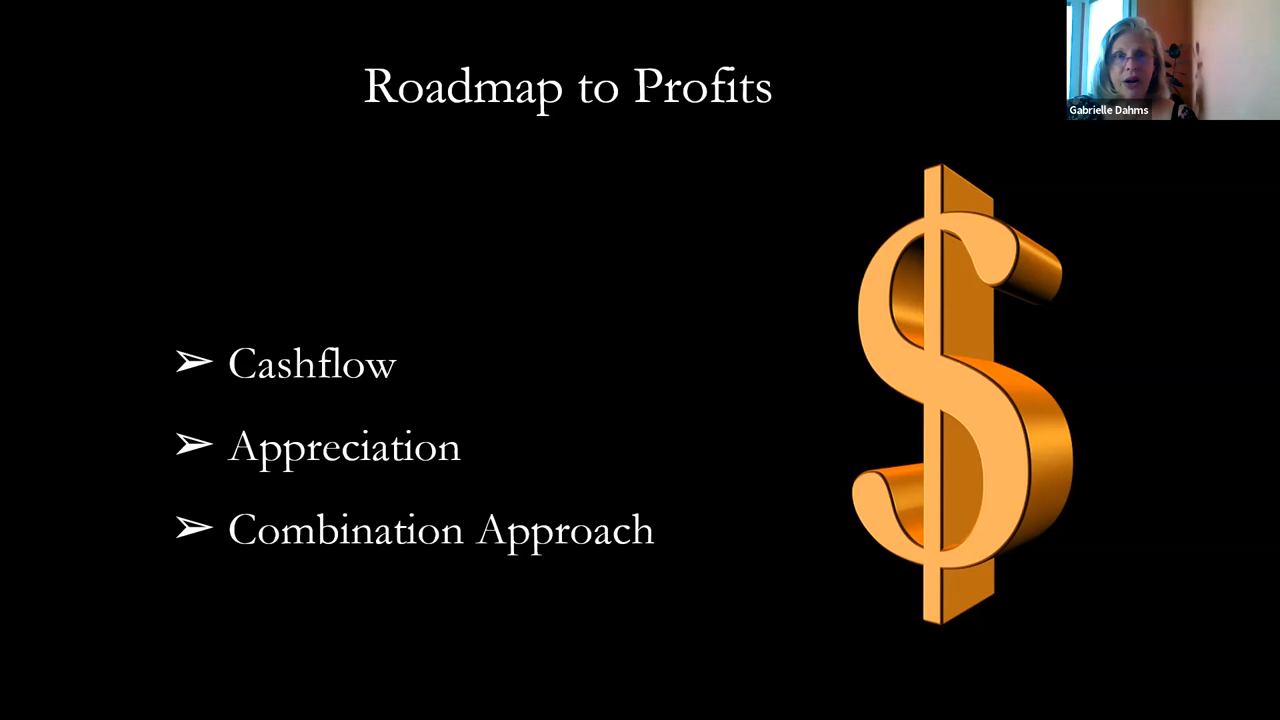 Roadmap to Profits
Gabrielle Dahms
➢ Cashflow
➢ Appreciation
➢ Combination Approach
$